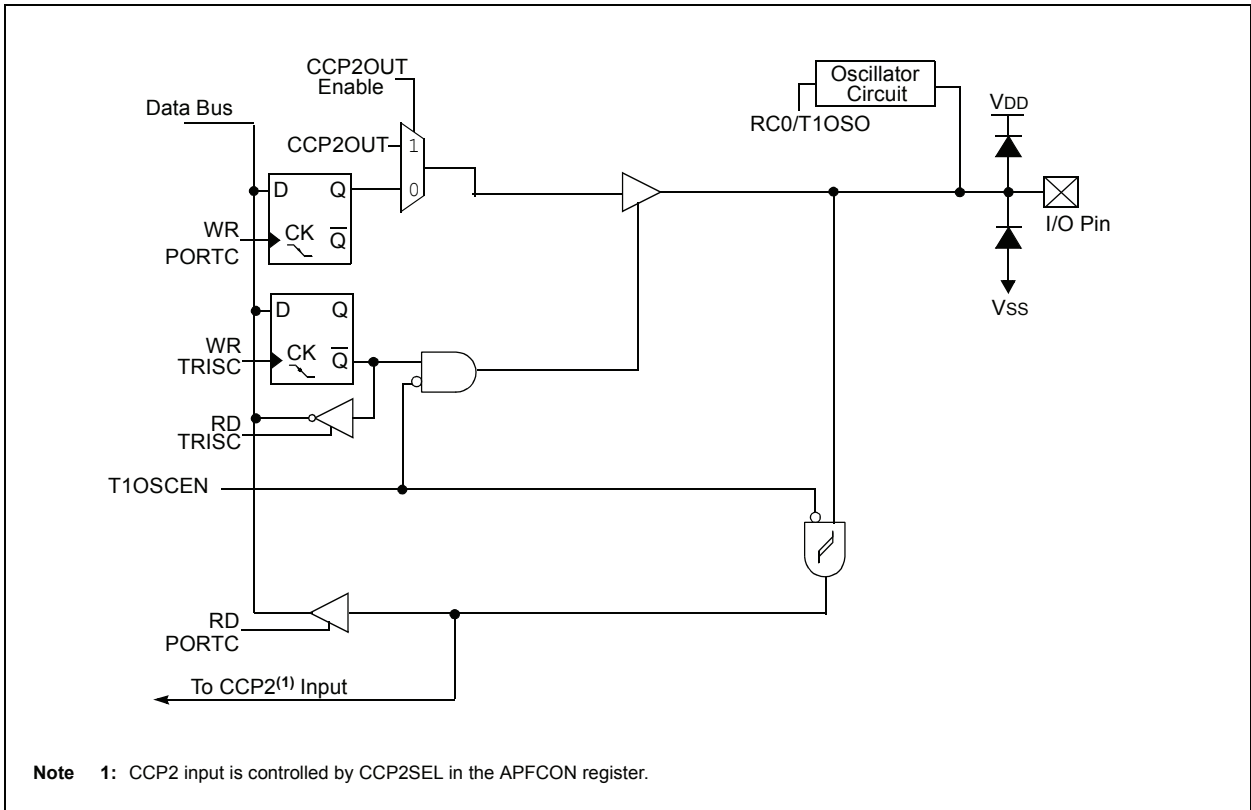 CCP2OUT
Enable
Oscillator
Circuit
Data Bus
VDD
RC0/T1OSO
CCP2OUT
1
D Q
0
I/O Pin
WR
PORTC
CK Q
D Q
VSS
WR
TRISC
CK Q
RD
TRISC
T1OSCEN
RD
PORTC
To CCP2(1) Input
Note 1: CCP2 input is controlled by CCP2SEL in the APFCON register.